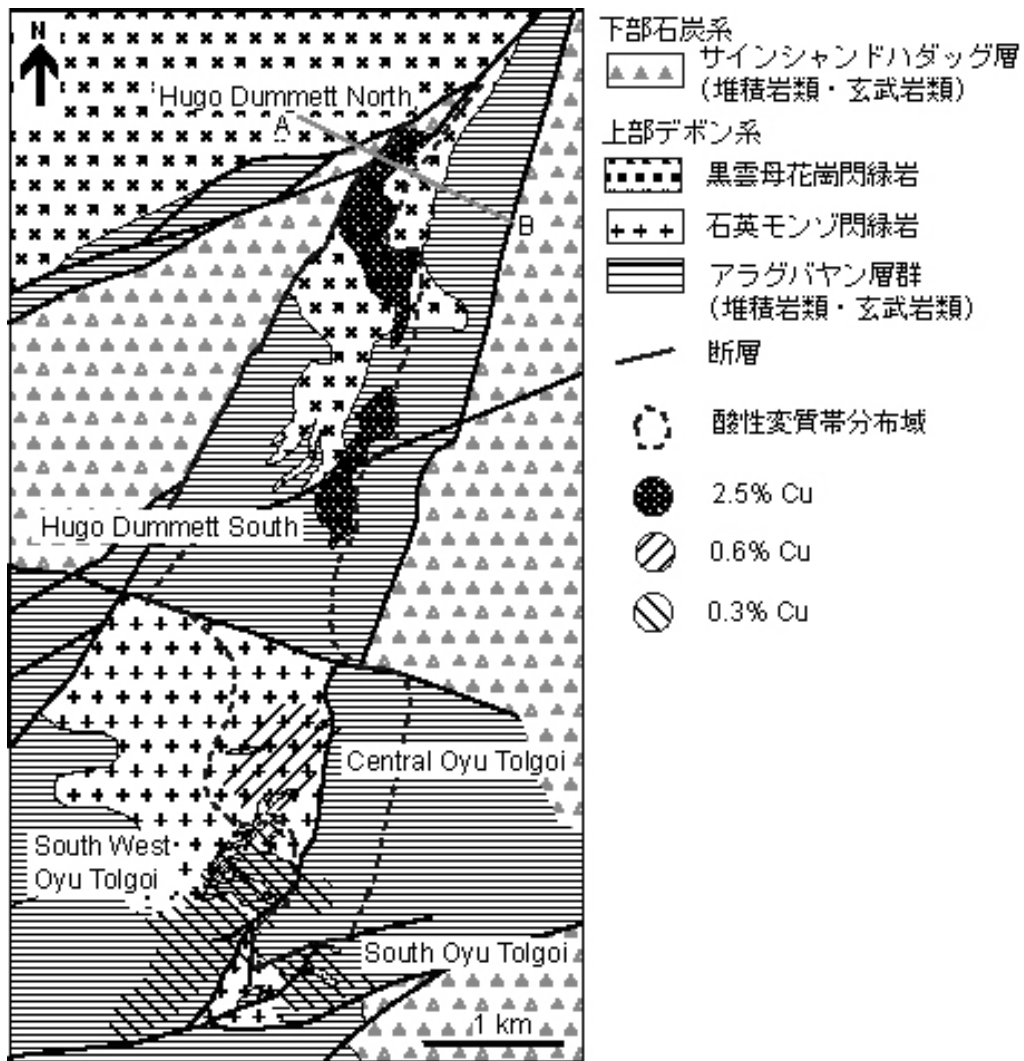 N
Hugo Dummett North
A
B
Hugo Dummett South
Central Oyu Tolgoi
South West
Oyu Tolgoi
South Oyu Tolgoi
1 km
下部石炭系
サインシャンドハダッグ層
(堆積岩類・玄武岩類)
上部デボン系
黒雲母花崗閃緑岩
石英モンゾ閃緑岩
アラグバヤン層群
(堆積岩類・玄武岩類)
断層
酸性変質帯分布域
2.5% Cu
0.6% Cu
0.3% Cu